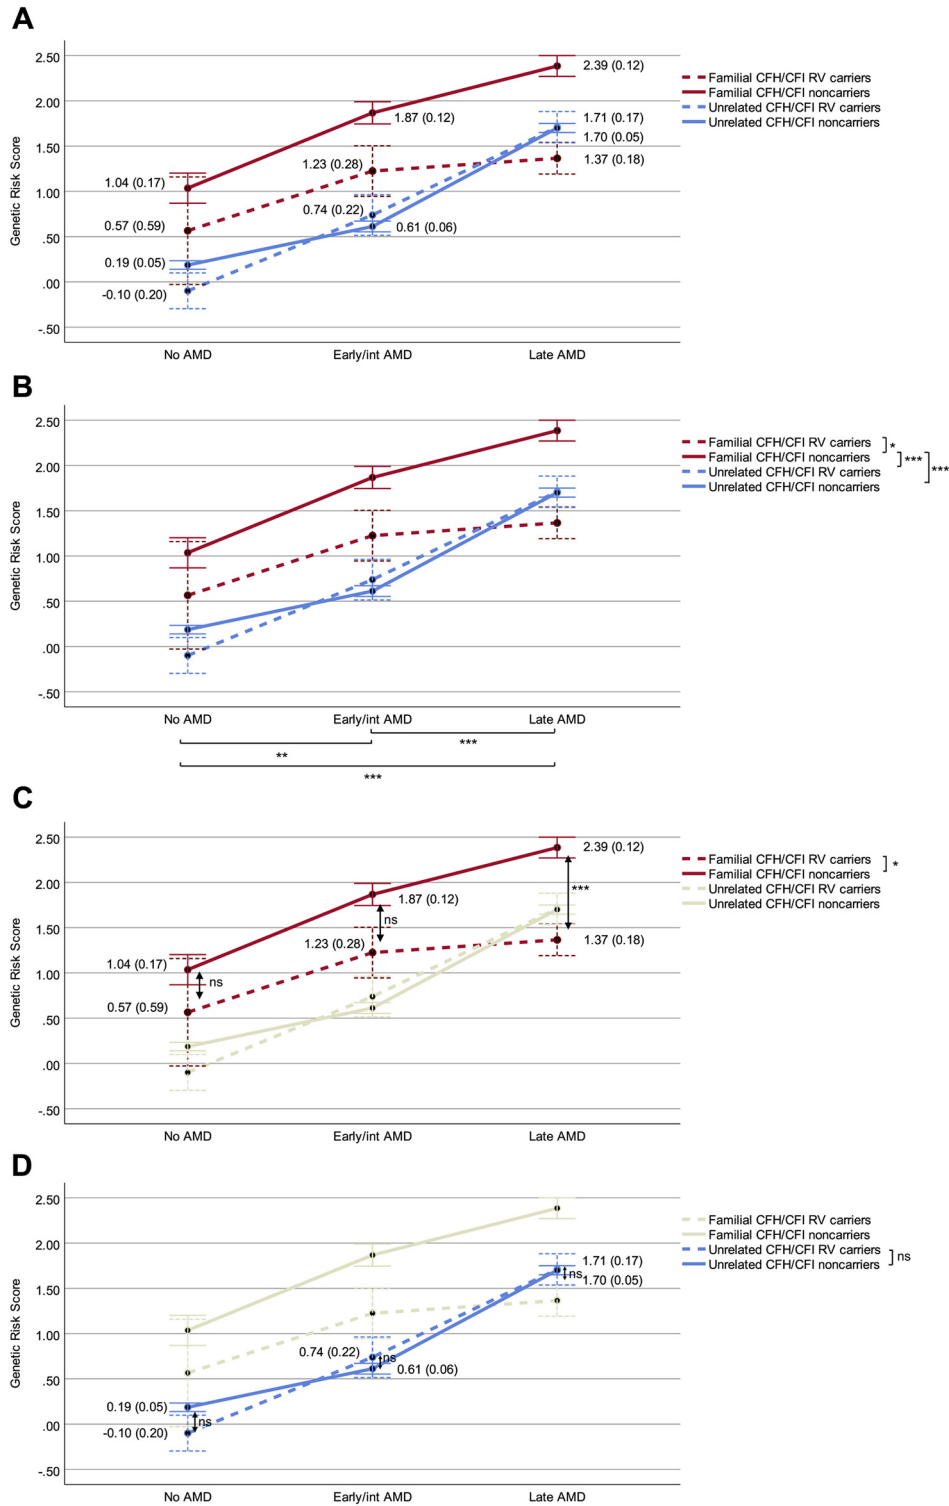 A
2.50
2.00
1.50
1.00
.50
.00
-.50
Genetic Risk Score
2.39 (0.12)
1.87 (0.12)
1.71 (0.17)
1.70 (0.05)
1.23 (0.28)
1.37 (0.18)
1.04 (0.17)
0.74 (0.22)
0.57 (0.59)
0.61 (0.06)
0.19 (0.05)
-0.10 (0.20)
No AMD Early/int AMD Late AMD
Familial CFH/CFI RV carriers
Familial CFH/CFI noncarriers
Unrelated CFH/CFI RV carriers
Unrelated CFH/CFI noncarriers
B
2.50
2.00
1.50
1.00
.50
.00
-.50
Genetic Risk Score
No AMD Early/int AMD Late AMD
***
**
***
Familial CFH/CFI RV carriers *
Familial CFH/CFI noncarriers ***
Unrelated CFH/CFI RV carriers ***
Unrelated CFH/CFI noncarriers
C
2.50
2.00
1.50
1.00
.50
.00
-.50
Genetic Risk Score
2.39 (0.12)
1.87 (0.12)
***
ns
1.23 (0.28)
1.37 (0.18)
1.04 (0.17)
ns
0.57 (0.59)
No AMD Early/int AMD Late AMD
Familial CFH/CFI RV carriers *
Familial CFH/CFI noncarriers
Unrelated CFH/CFI RV carriers
Unrelated CFH/CFI noncarriers
D
2.50
2.00
1.50
1.00
.50
.00
-.50
Genetic Risk Score
1.71 (0.17)
ns
1.70 (0.05)
0.74 (0.22)
ns
0.61 (0.06)
0.19 (0.05)
ns
-0.10 (0.20)
No AMD Early/int AMD Late AMD
Familial CFH/CFI RV carriers
Familial CFH/CFI noncarriers
Unrelated CFH/CFI RV carriers ns
Unrelated CFH/CFI noncarriers